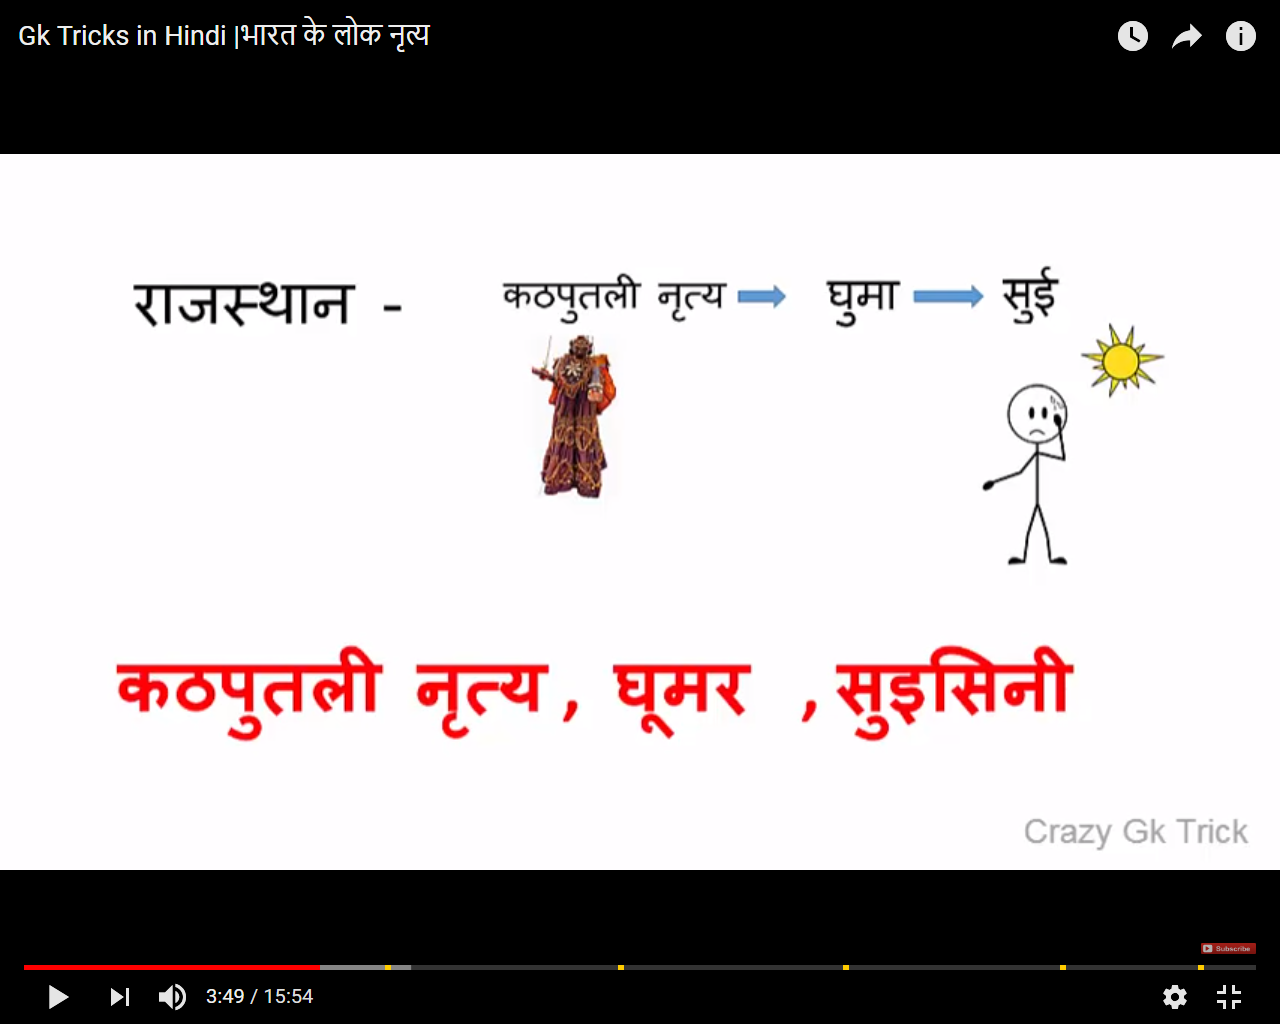 Gk Tricks in Hindi |भारत के लोक नृत्य
राजस्थान - कठपुतली नृत्य घुमा सुई
कठपुतली नृत्य , घूमर , सुइसिनी
Crazy Gk Trick
Subscribe
3:49 / 15:54